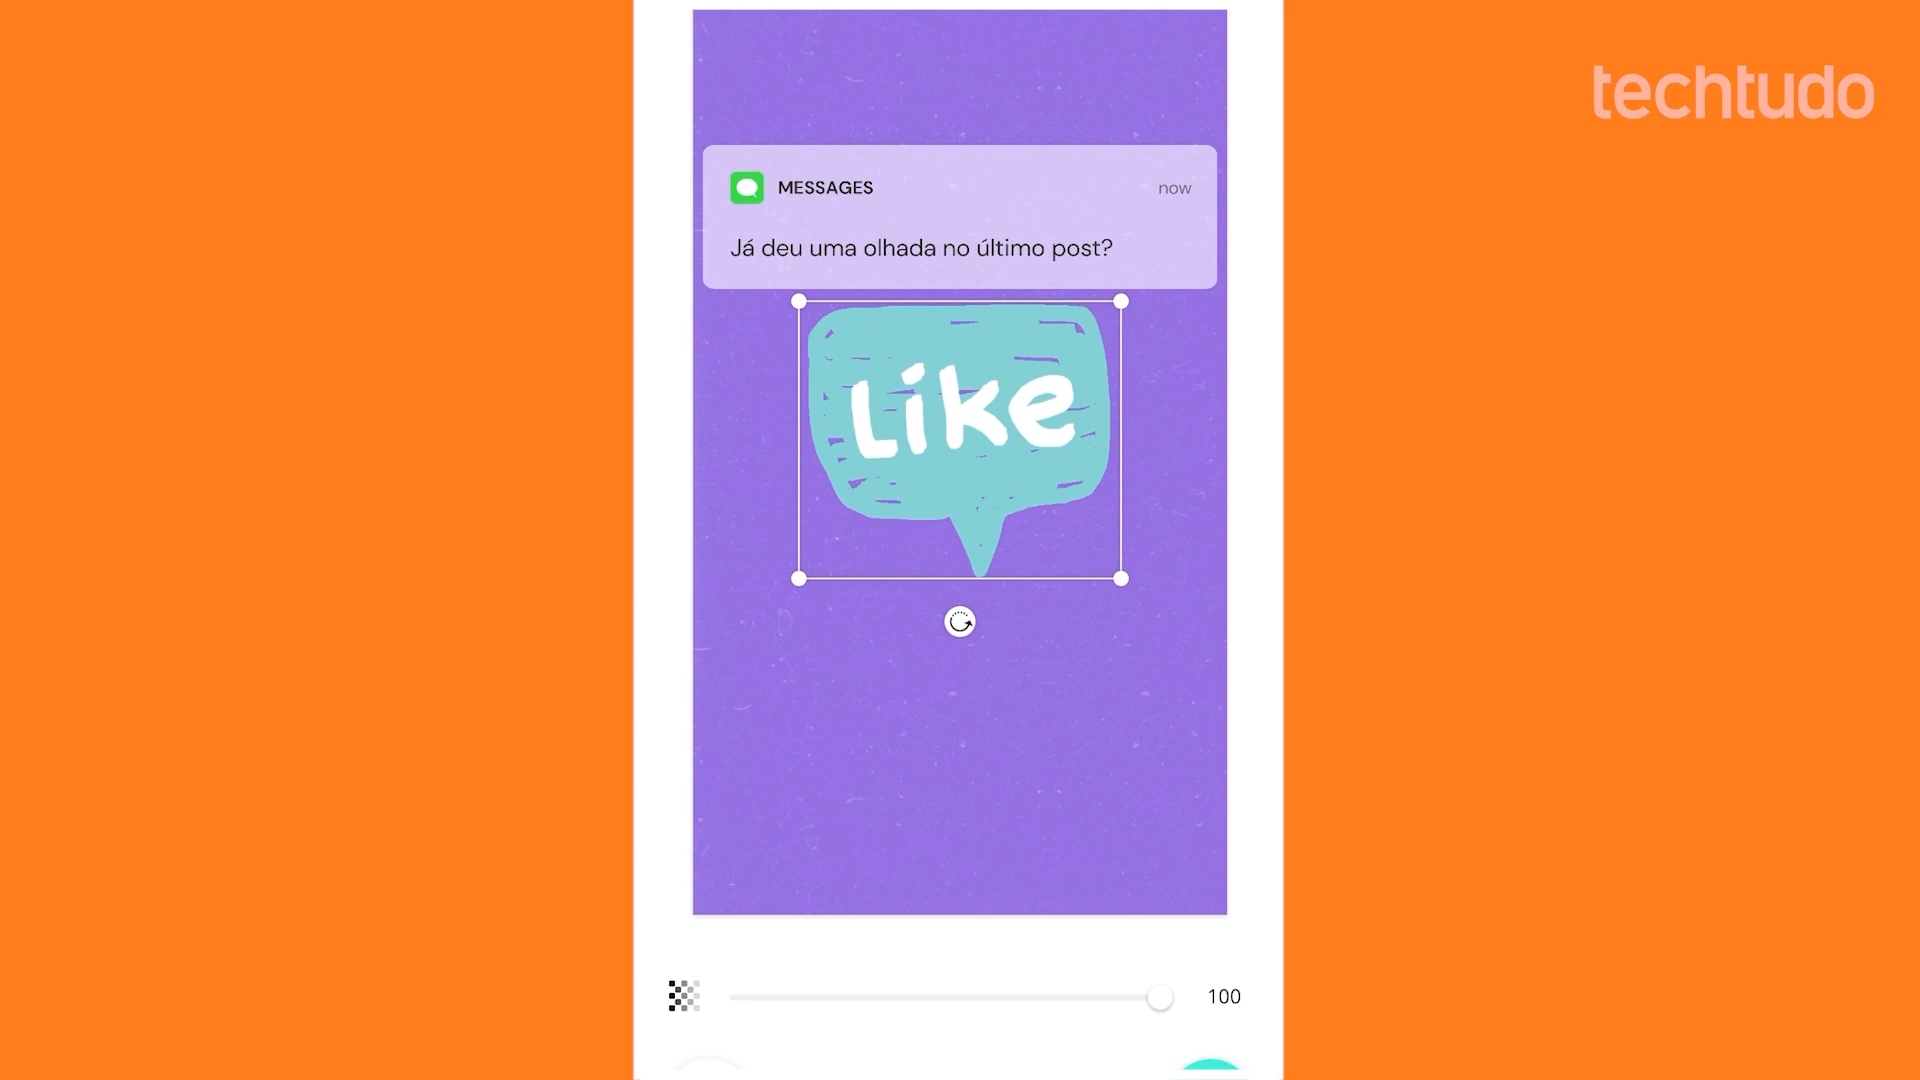 techtudo
MESSAGES
now
Já deu uma olhada no último post?
Like
100